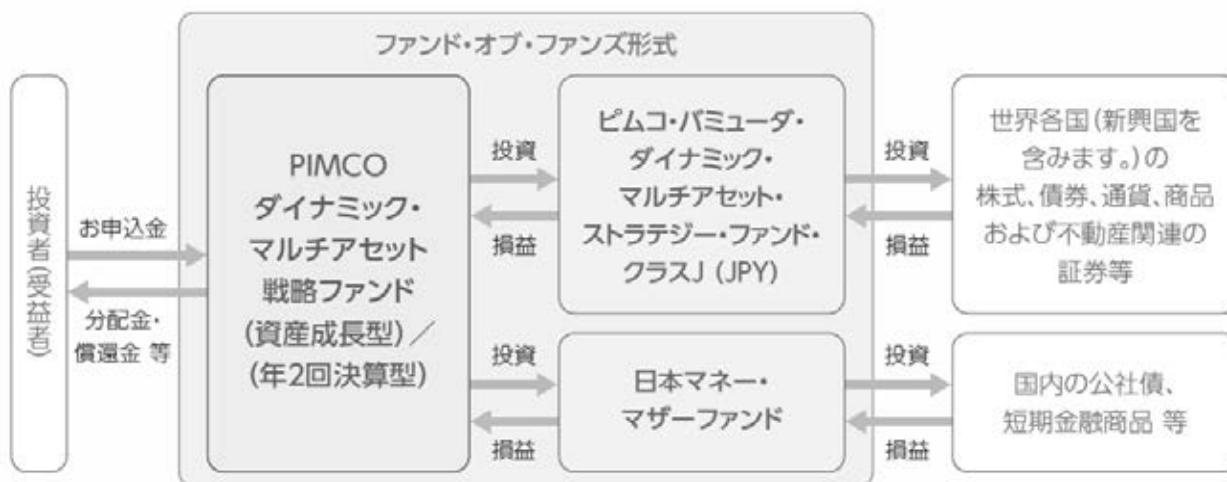 ファンド・オブ・ファンズ形式
投資者(受益者)
お申込金
分配金・
償還金 等
PIMCO
ダイナミック・
マルチアセット
戦略ファンド
(資産成長型)/
(年2回決算型)
投資
損益
ピムコ・バミューダ・
ダイナミック・
マルチアセット・
ストラテジー・ファンド・
クラスJ (JPY)
投資
損益
世界各国(新興国を
含みます。)の
株式、債券、通貨、商品
および不動産関連の
証券等
投資
損益
日本マネー・
マザーファンド
投資
損益
国内の公社債、
短期金融商品 等